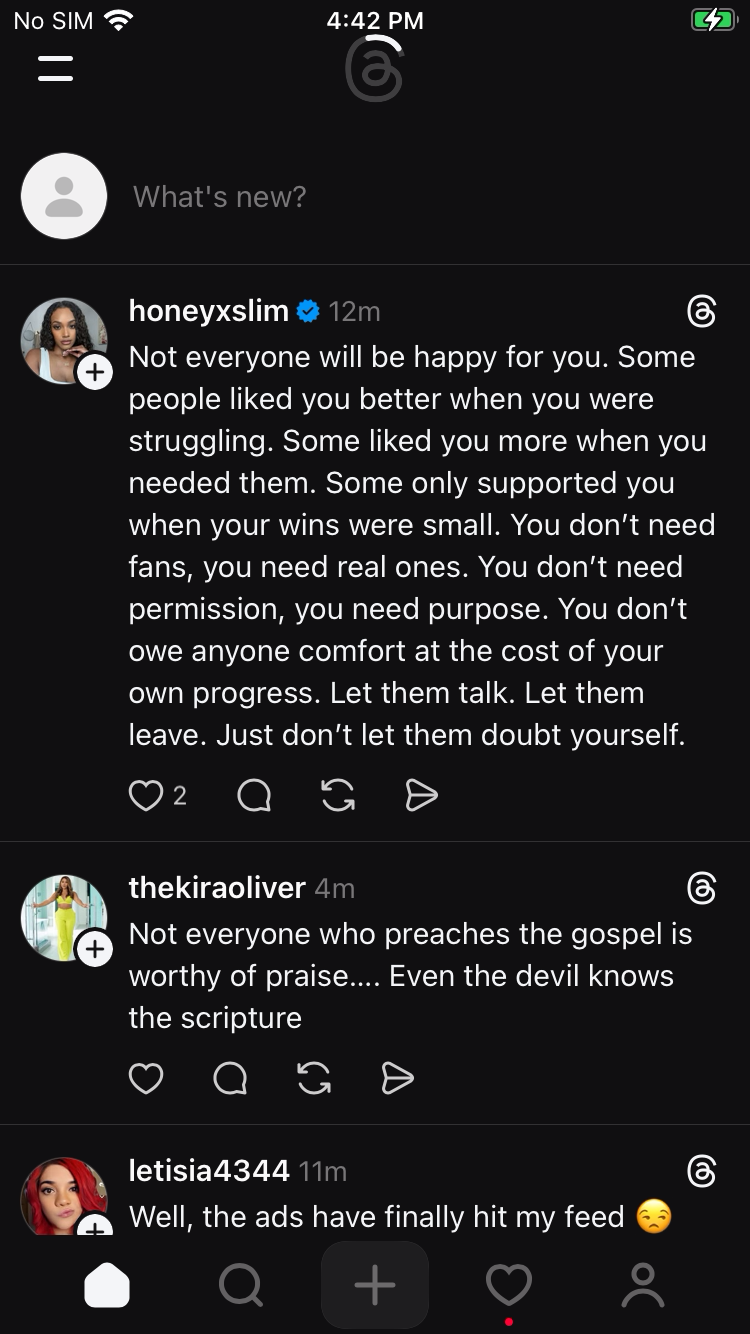 No SIM 4:42 PM
What's new?
honeyxslim 12m
Not everyone will be happy for you. Some
people liked you better when you were
struggling. Some liked you more when you
needed them. Some only supported you
when your wins were small. You don’t need
fans, you need real ones. You don’t need
permission, you need purpose. You don’t
owe anyone comfort at the cost of your
own progress. Let them talk. Let them
leave. Just don’t let them doubt yourself.
2
thekiraoliver 4m
Not everyone who preaches the gospel is
worthy of praise.... Even the devil knows
the scripture
letisia4344 11m
Well, the ads have finally hit my feed 😒